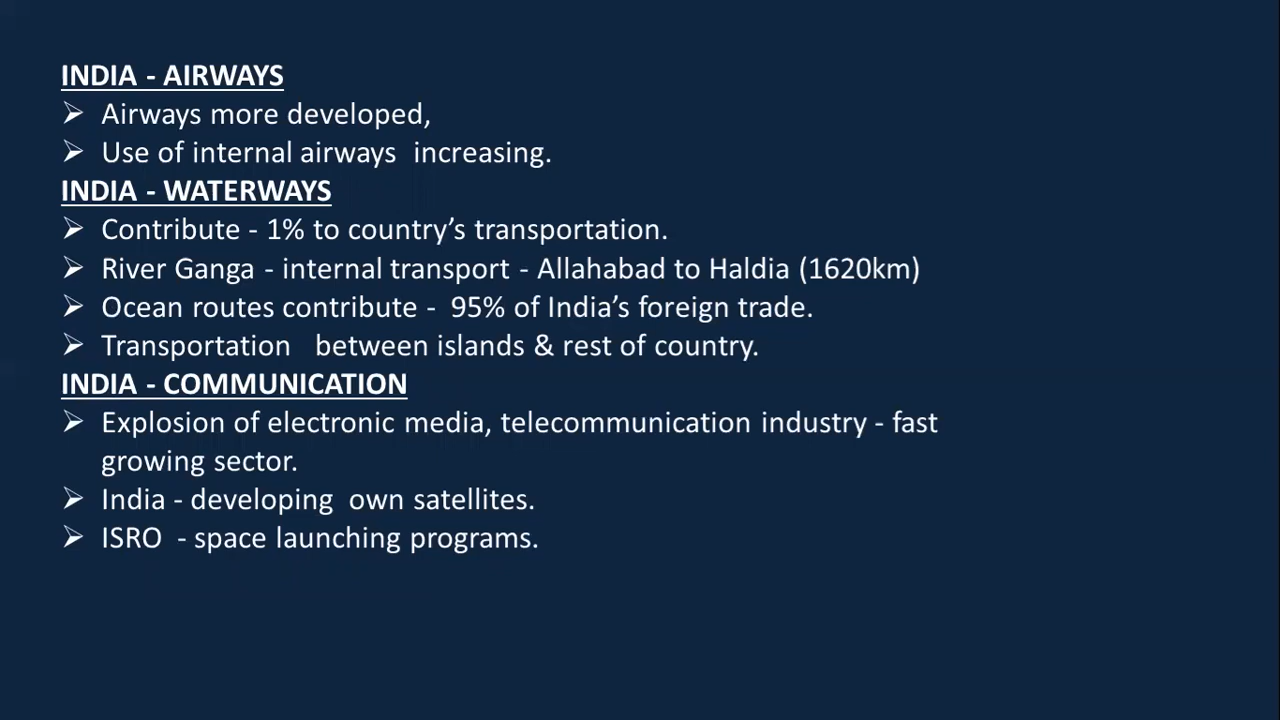 INDIA - AIRWAYS
➢ Airways more developed,
➢ Use of internal airways  increasing.
INDIA - WATERWAYS
➢ Contribute - 1% to country’s transportation.
➢ River Ganga - internal transport - Allahabad to Haldia (1620km)
➢ Ocean routes contribute -  95% of India’s foreign trade.
➢ Transportation   between islands & rest of country.
INDIA - COMMUNICATION
➢ Explosion of electronic media, telecommunication industry - fast
growing sector.
➢ India - developing  own satellites.
➢ ISRO  - space launching programs.